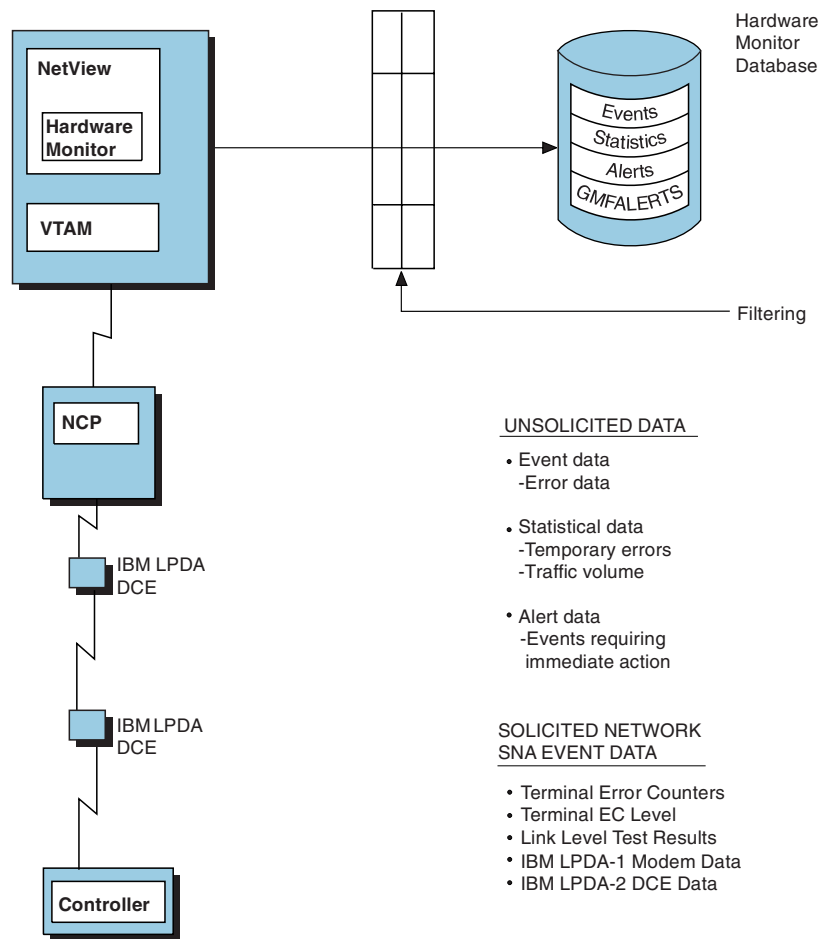 NetView
Hardware
Monitor
VTAM
Hardware
Monitor
Database
Events
Statistics
Alerts
GMFALERTS
Filtering
NCP
IBM LPDA
DCE
IBM LPDA
DCE
Controller
UNSOLICITED DATA
• Event data
-Error data
• Statistical data
-Temporary errors
-Traffic volume
• Alert data
-Events requiring
immediate action
SOLICITED NETWORK
SNA EVENT DATA
• Terminal Error Counters
• Terminal EC Level
• Link Level Test Results
• IBM LPDA-1 Modem Data
• IBM LPDA-2 DCE Data